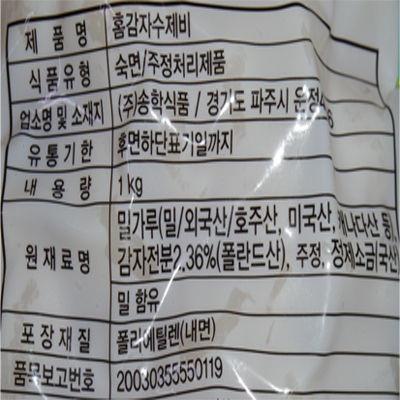 제품명 홈감자수제비
식품유형 숙면/주정처리제품
업소명 및 소재지 (주)송학식품 / 경기도 파주시
유통기한 후면하단표기일까지
내용량 1kg
원재료명 밀가루(밀/외국산/호주산, 미국산, 캐나다산 등),
감자전분2.36%(폴란드산), 주정, 정제소금(국산)
밀 함유
포장재질 폴리에틸렌(내면)
품목보고번호 20030355550119